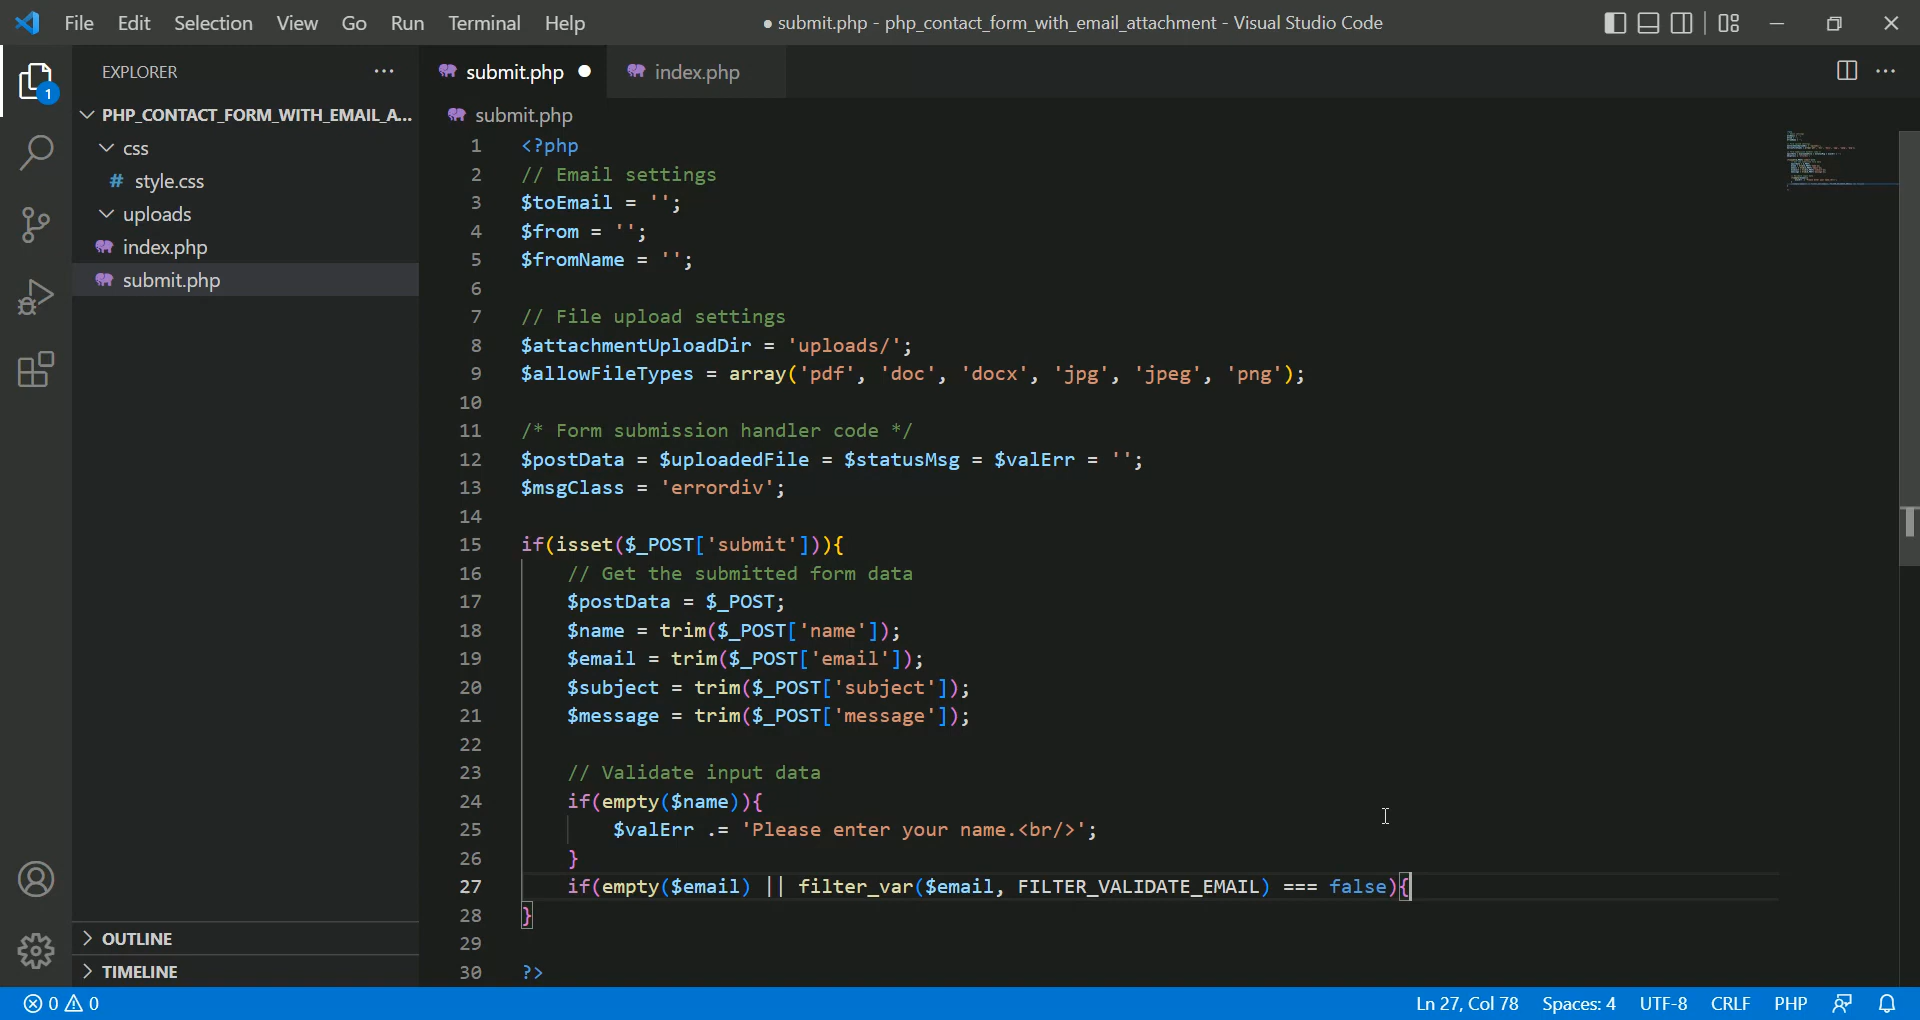 File Edit Selection View Go Run Terminal Help
● submit.php - php_contact_form_with_email_attachment - Visual Studio Code
EXPLORER
1
PHP_CONTACT_FORM_WITH_EMAIL_A...
css
# style.css
uploads
index.php
submit.php
OUTLINE
TIMELINE
submit.php
index.php
submit.php
1 <?php
2 // Email settings
3 $toEmail = '';
4 $from = '';
5 $fromName = '';
6
7 // File upload settings
8 $attachmentUploadDir = 'uploads/';
9 $allowFileTypes = array('pdf', 'doc', 'docx', 'jpg', 'jpeg', 'png');
10
11 /* Form submission handler code */
12 $postData = $uploadedFile = $statusMsg = $valErr = '';
13 $msgClass = 'errordiv';
14
15 if(isset($_POST['submit'])){
16     // Get the submitted form data
17     $postData = $_POST;
18     $name = trim($_POST['name']);
19     $email = trim($_POST['email']);
20     $subject = trim($_POST['subject']);
21     $message = trim($_POST['message']);
22
23     // Validate input data
24     if(empty($name)){
25         $valErr .= 'Please enter your name.<br/>';
26     }
27     if(empty($email) || filter_var($email, FILTER_VALIDATE_EMAIL) === false){
28 }
29
30 ?>
0 0
Ln 27, Col 78 Spaces: 4 UTF-8 CRLF PHP